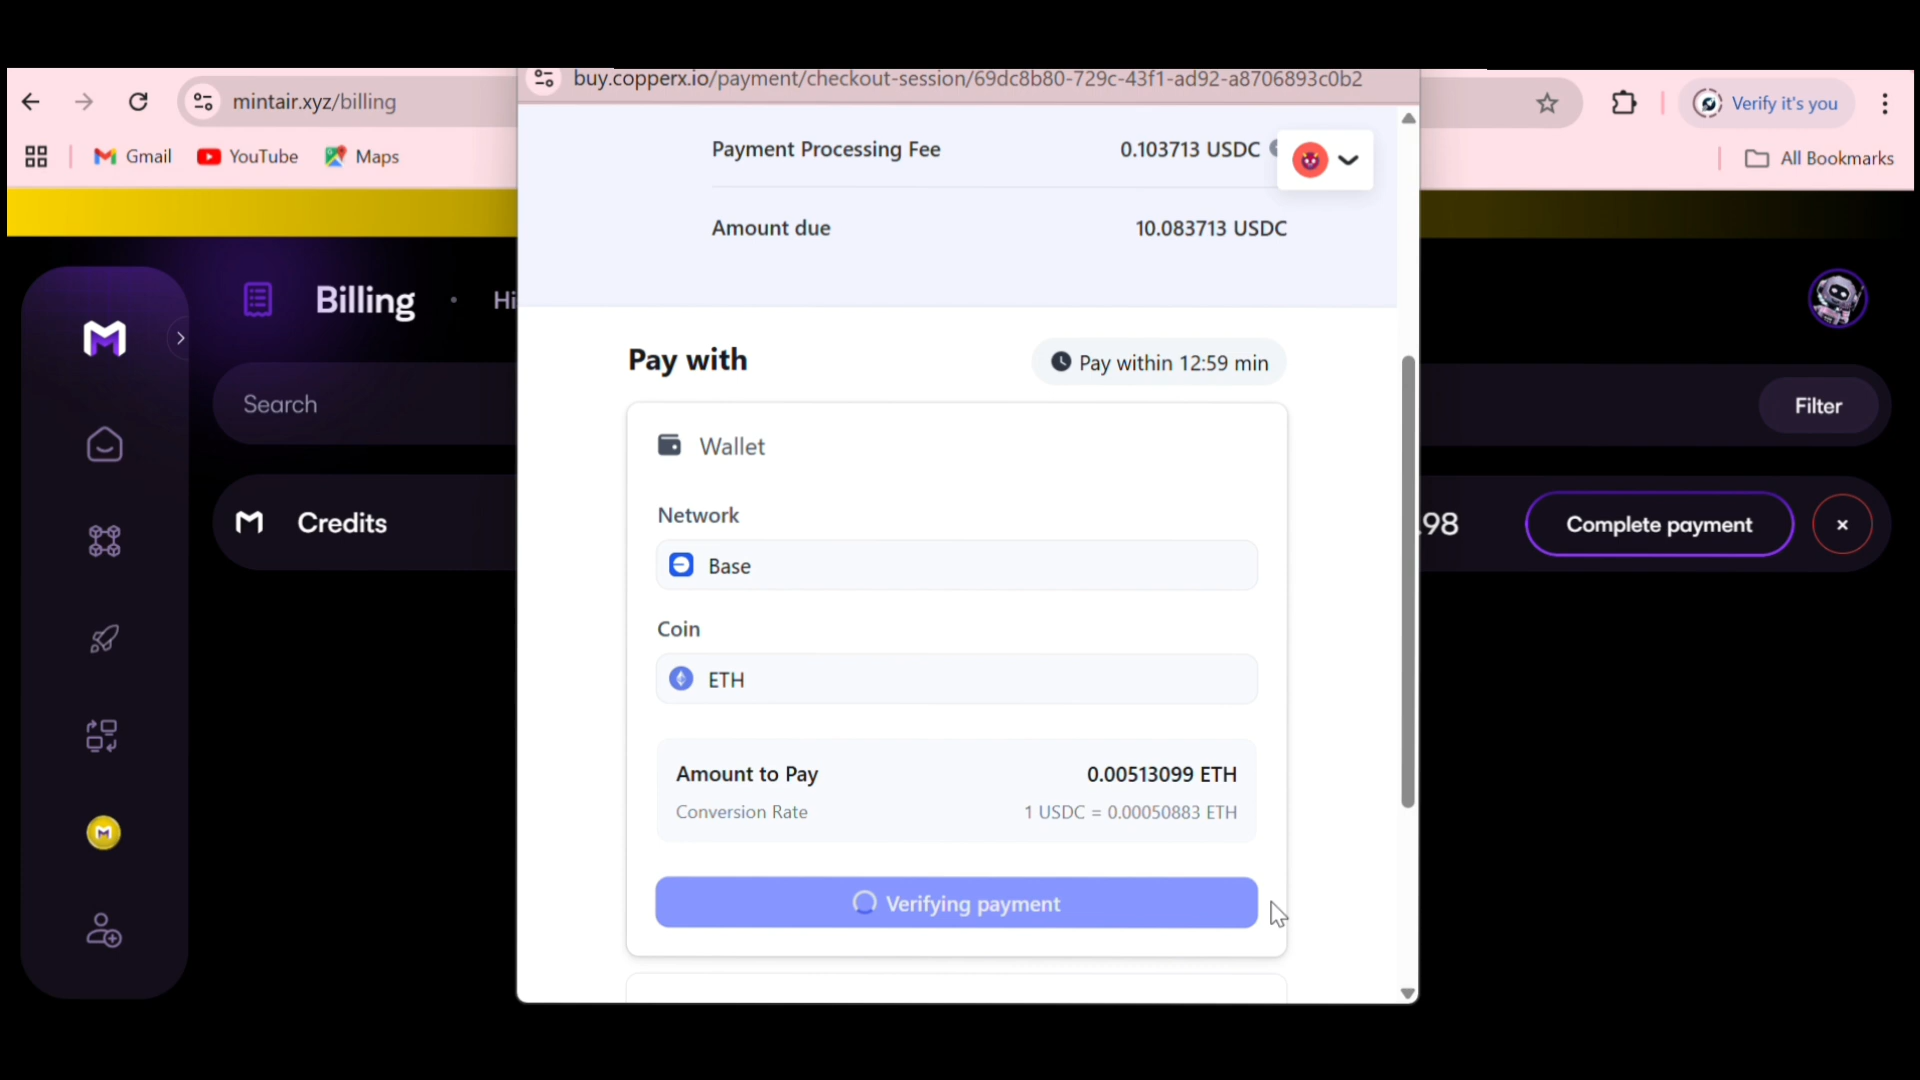 buy.copperx.io/payment/checkout-session/69dc8b80-729c-43f1-ad92-a8706893c0b2
mintair.xyz/billing
Verify it's you
Gmail
YouTube
Maps
All Bookmarks
Payment Processing Fee 0.103713 USDC
Amount due 10.083713 USDC
Billing
Hi
Pay with
Pay within 12:59 min
Search
Filter
Wallet
Network
Base
Credits
.98
Complete payment
Coin
ETH
Amount to Pay 0.00513099 ETH
Conversion Rate 1 USDC = 0.00050883 ETH
Verifying payment